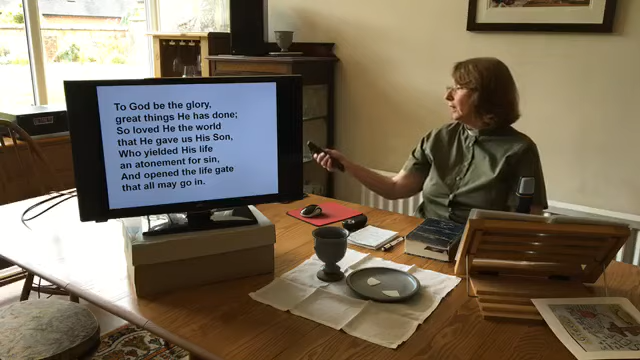 To God be the glory,
great things He has done;
So loved He the world
that He gave us His Son,
Who yielded His life
an atonement for sin,
And opened the life gate
that all may go in.